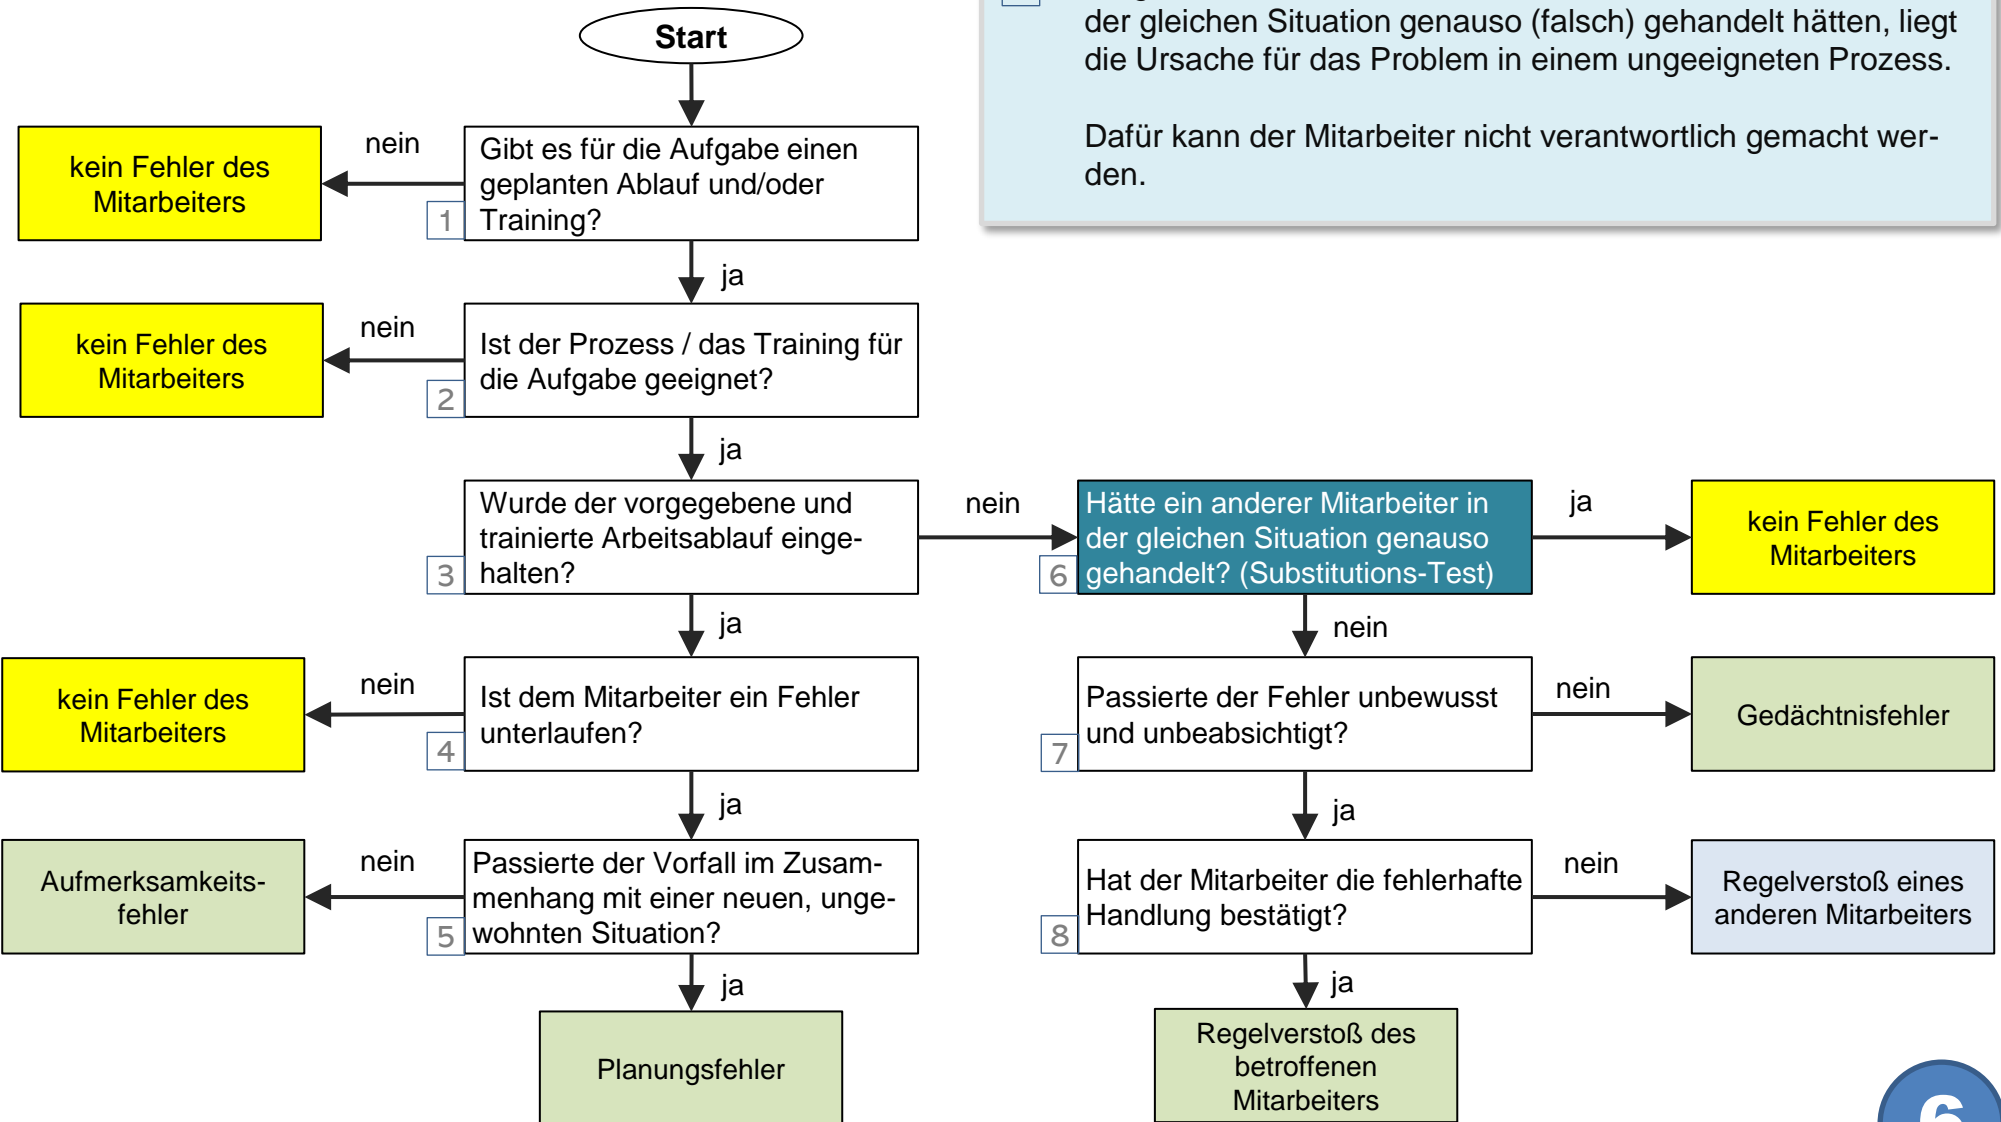 der gleichen Situation genauso (falsch) gehandelt hätten, liegt
die Ursache für das Problem in einem ungeeigneten Prozess.
Dafür kann der Mitarbeiter nicht verantwortlich gemacht wer-
den.
Start
kein Fehler des
Mitarbeiters
nein
Gibt es für die Aufgabe einen
geplanten Ablauf und/oder
Training?
1
ja
kein Fehler des
Mitarbeiters
nein
Ist der Prozess / das Training für
die Aufgabe geeignet?
2
ja
Wurde der vorgegebene und
trainierte Arbeitsablauf einge-
halten?
3
nein
Hätte ein anderer Mitarbeiter in
der gleichen Situation genauso
gehandelt? (Substitutions-Test)
6
ja
kein Fehler des
Mitarbeiters
ja
nein
kein Fehler des
Mitarbeiters
nein
Ist dem Mitarbeiter ein Fehler
unterlaufen?
4
Passierte der Fehler unbewusst
und unbeabsichtigt?
7
nein
Gedächtnisfehler
ja
ja
Aufmerksamkeits-
fehler
nein
Passierte der Vorfall im Zusam-
menhang mit einer neuen, unge-
wohnten Situation?
5
Hat der Mitarbeiter die fehlerhafte
Handlung bestätigt?
8
nein
Regelverstoß eines
anderen Mitarbeiters
ja
ja
Planungsfehler
Regelverstoß des
betroffenen
Mitarbeiters
6